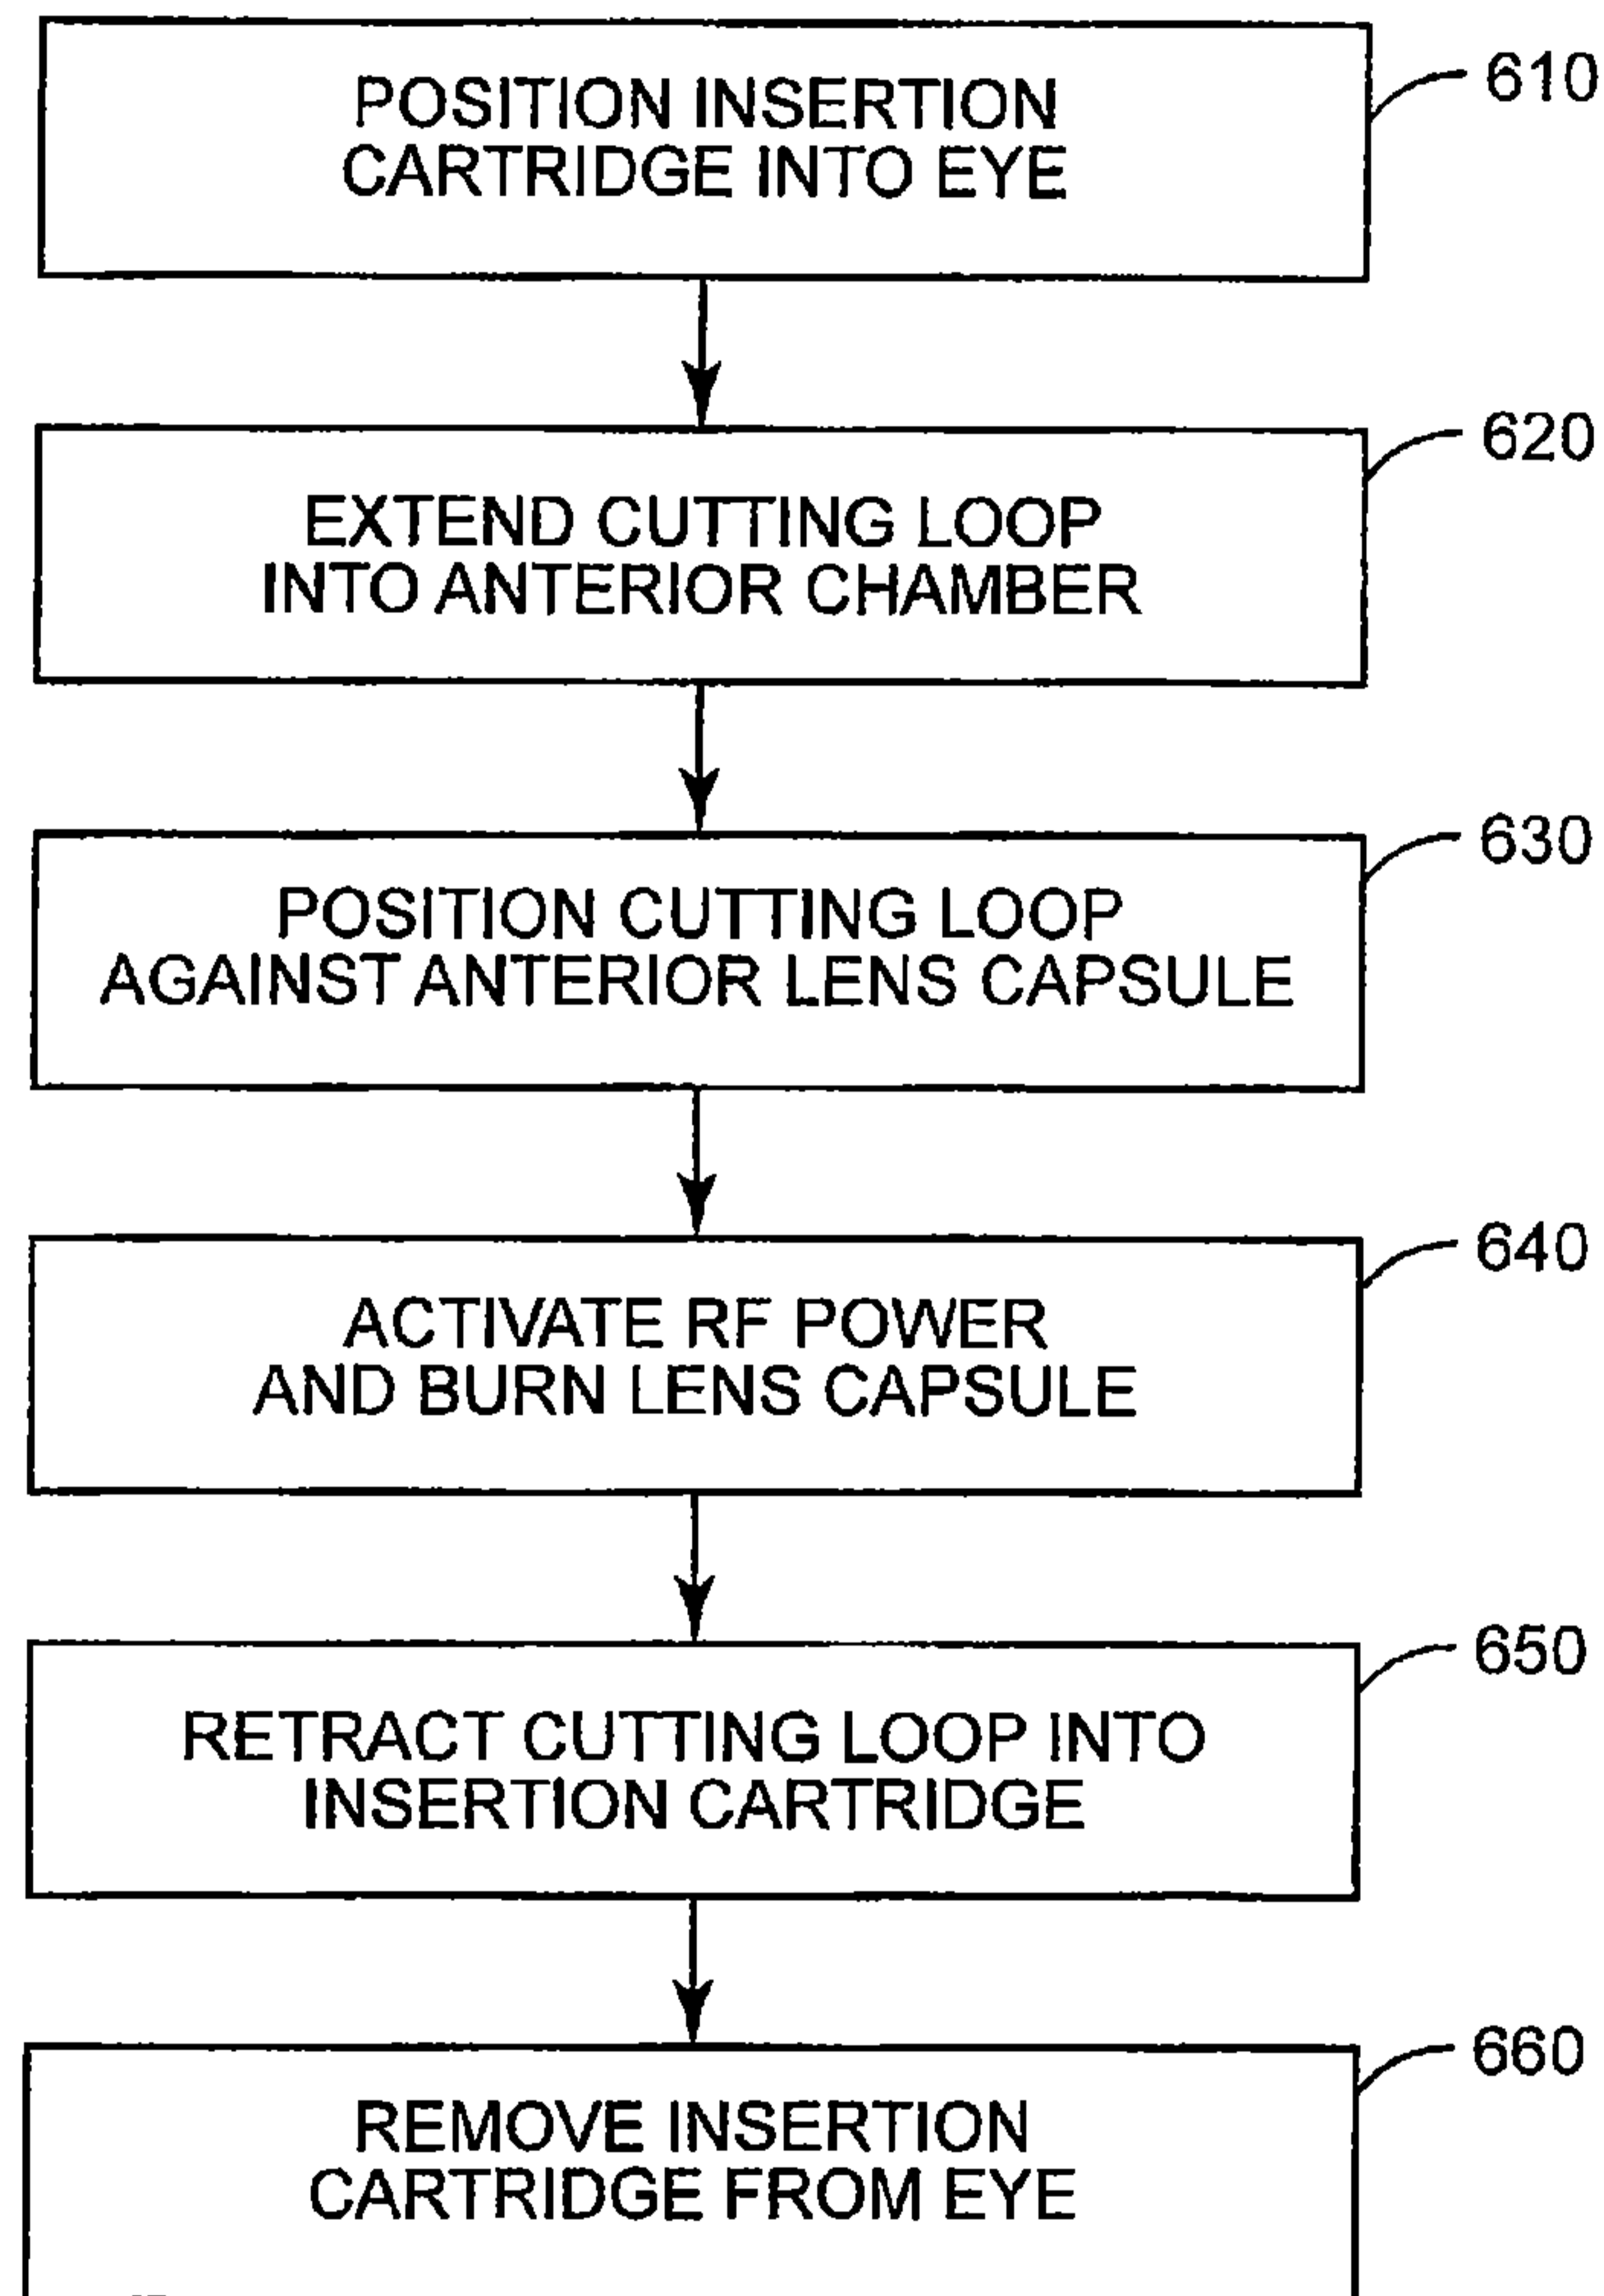 POSITION INSERTION
CARTRIDGE INTO EYE
610
EXTEND CUTTING LOOP
INTO ANTERIOR CHAMBER
620
POSITION CUTTING LOOP
AGAINST ANTERIOR LENS CAPSULE
630
ACTIVATE RF POWER
AND BURN LENS CAPSULE
640
RETRACT CUTTING LOOP INTO
INSERTION CARTRIDGE
650
REMOVE INSERTION
CARTRIDGE FROM EYE
660